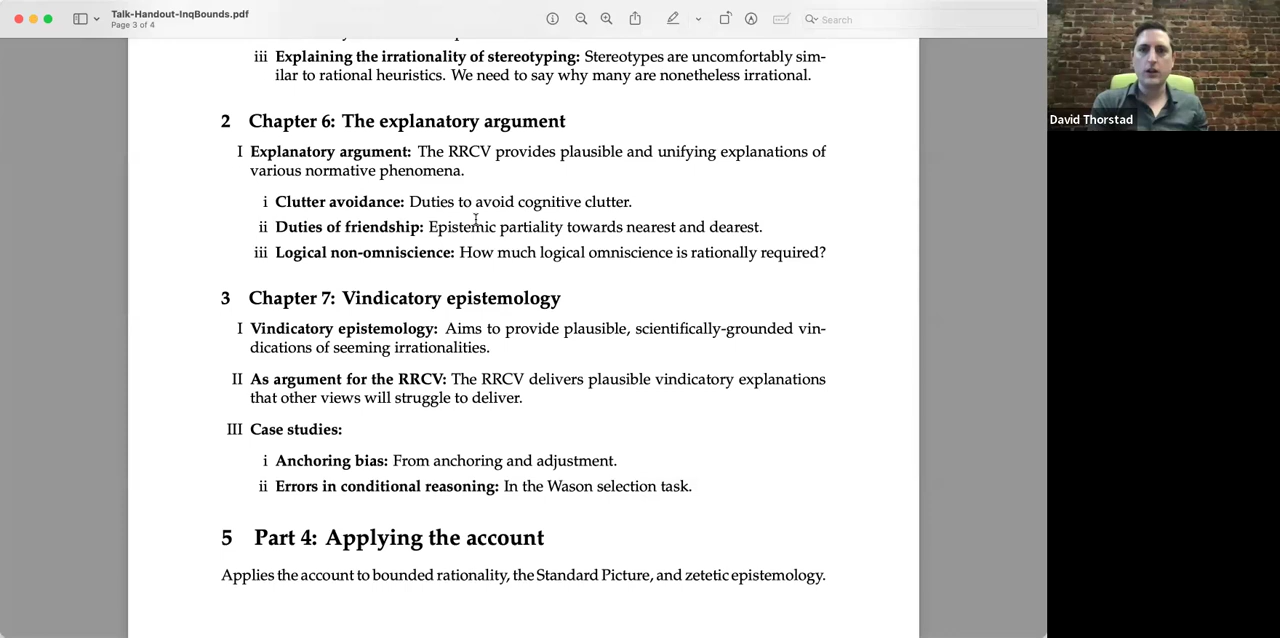 Talk-Handout-InqBounds.pdf
Page 3 of 4
Search
David Thorstad
iii Explaining the irrationality of stereotyping: Stereotypes are uncomfortably sim-
ilar to rational heuristics. We need to say why many are nonetheless irrational.
2 Chapter 6: The explanatory argument
I Explanatory argument: The RRCV provides plausible and unifying explanations of
various normative phenomena.
i Clutter avoidance: Duties to avoid cognitive clutter.
ii Duties of friendship: Epistemic partiality towards nearest and dearest.
iii Logical non-omniscience: How much logical omniscience is rationally required?
3 Chapter 7: Vindicatory epistemology
I Vindicatory epistemology: Aims to provide plausible, scientifically-grounded vin-
dications of seeming irrationalities.
II As argument for the RRCV: The RRCV delivers plausible vindicatory explanations
that other views will struggle to deliver.
III Case studies:
i Anchoring bias: From anchoring and adjustment.
ii Errors in conditional reasoning: In the Wason selection task.
5 Part 4: Applying the account
Applies the account to bounded rationality, the Standard Picture, and zetetic epistemology.